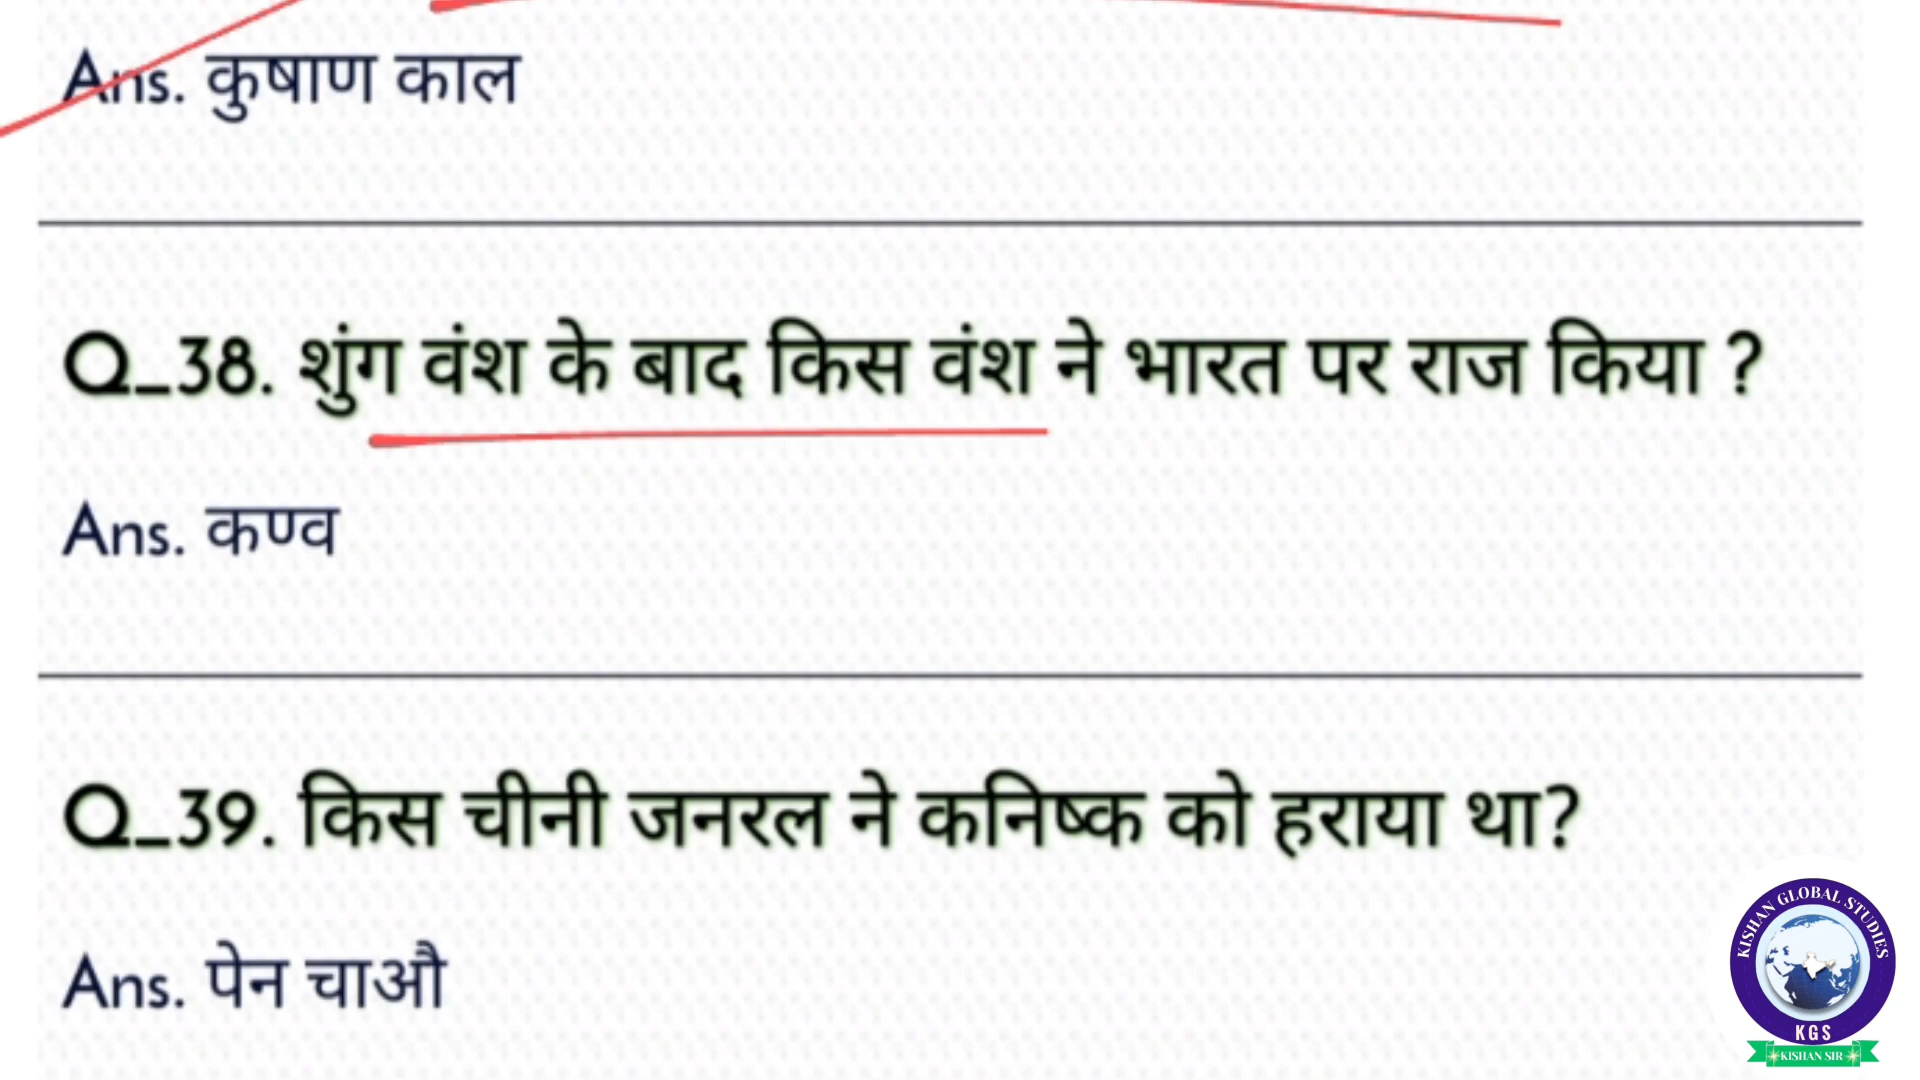 Ans. कुषाण काल
Q_38. शुंग वंश के बाद किस वंश ने भारत पर राज किया ?
Ans. कण्व
Q_39. किस चीनी जनरल ने कनिष्क को हराया था?
Ans. पेन चाऔ
KISHAN GLOBAL STUDIES
KGS
KISHAN SIR